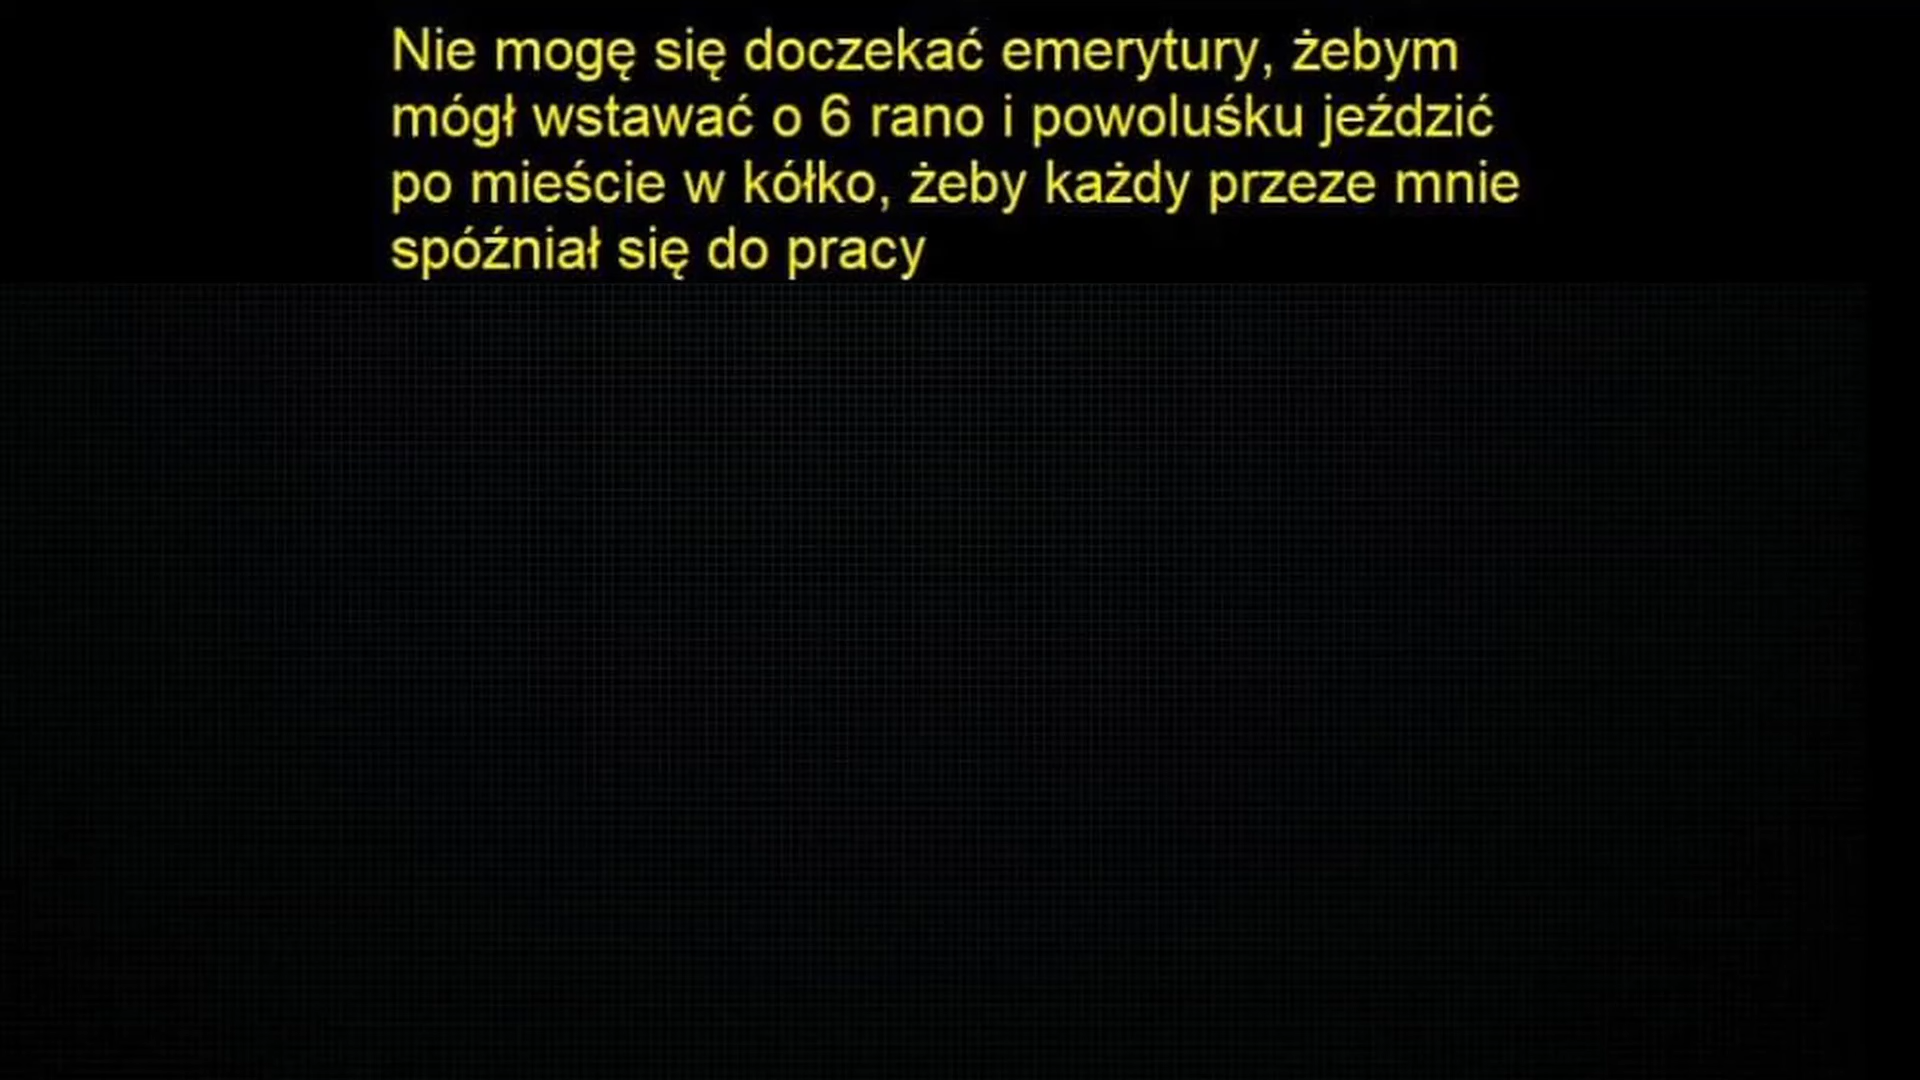 Nie mogę się doczekać emerytury, żebym
mógł wstawać o 6 rano i powoluśku jeździć
po mieście w kółko, żeby każdy przeze mnie
spóźniał się do pracy